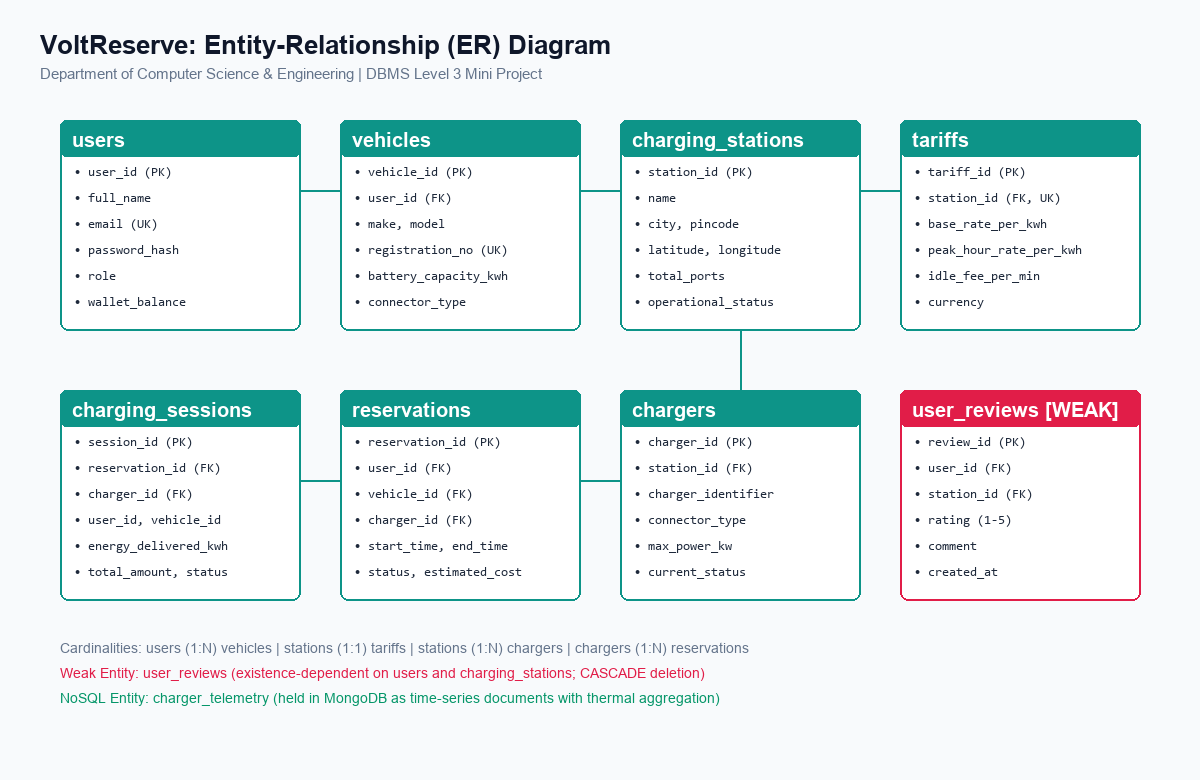 VoltReserve: Entity-Relationship (ER) Diagram
Department of Computer Science & Engineering | DBMS Level 3 Mini Project
users
• user_id (PK)
• full_name
• email (UK)
• password_hash
• role
• wallet_balance
vehicles
• vehicle_id (PK)
• user_id (FK)
• make, model
• registration_no (UK)
• battery_capacity_kwh
• connector_type
charging_stations
• station_id (PK)
• name
• city, pincode
• latitude, longitude
• total_ports
• operational_status
tariffs
• tariff_id (PK)
• station_id (FK, UK)
• base_rate_per_kwh
• peak_hour_rate_per_kwh
• idle_fee_per_min
• currency
charging_sessions
• session_id (PK)
• reservation_id (FK)
• charger_id (FK)
• user_id, vehicle_id
• energy_delivered_kwh
• total_amount, status
reservations
• reservation_id (PK)
• user_id (FK)
• vehicle_id (FK)
• charger_id (FK)
• start_time, end_time
• status, estimated_cost
chargers
• charger_id (PK)
• station_id (FK)
• charger_identifier
• connector_type
• max_power_kw
• current_status
user_reviews [WEAK]
• review_id (PK)
• user_id (FK)
• station_id (FK)
• rating (1-5)
• comment
• created_at
Cardinalities: users (1:N) vehicles | stations (1:1) tariffs | stations (1:N) chargers | chargers (1:N) reservations
Weak Entity: user_reviews (existence-dependent on users and charging_stations; CASCADE deletion)
NoSQL Entity: charger_telemetry (held in MongoDB as time-series documents with thermal aggregation)